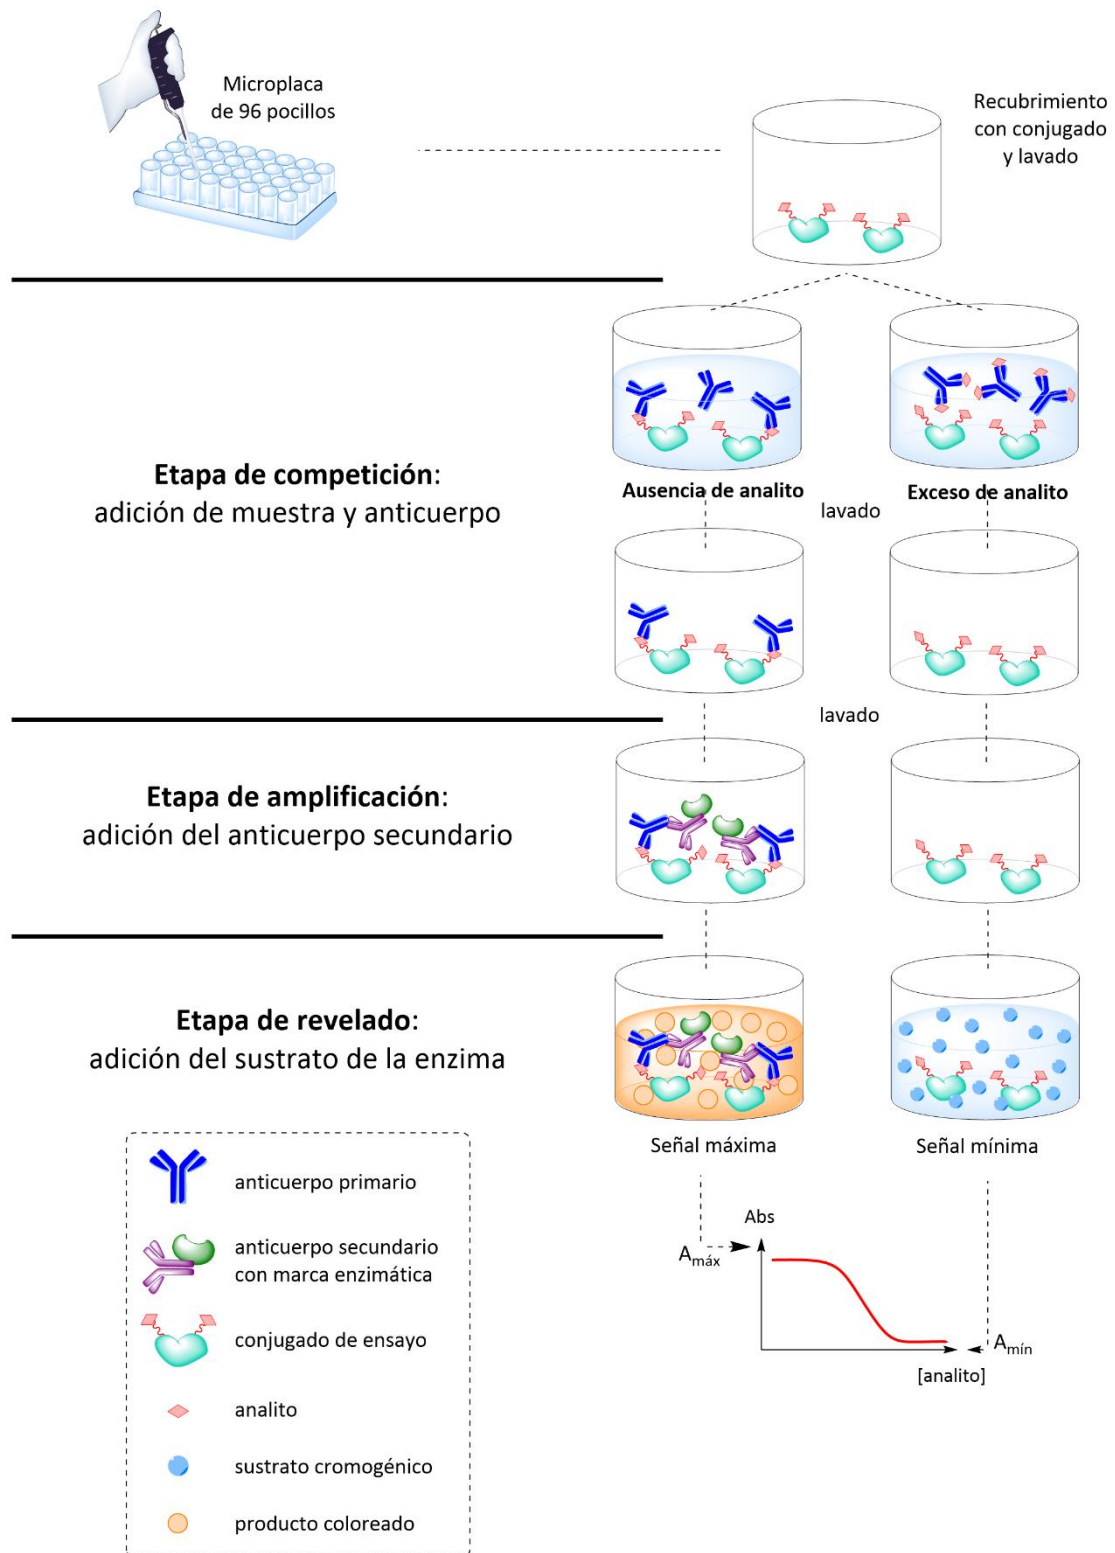 Microplaca
de 96 pocillos
Recubrimiento
con conjugado
y lavado
Etapa de competición:
adición de muestra y anticuerpo
Ausencia de analito
Exceso de analito
lavado
lavado
Etapa de amplificación:
adición del anticuerpo secundario
Etapa de revelado:
adición del sustrato de la enzima
Señal máxima
Señal mínima
anticuerpo primario
anticuerpo secundario
con marca enzimática
conjugado de ensayo
analito
sustrato cromogénico
producto coloreado
Abs
Amáx
Amín
[analito]